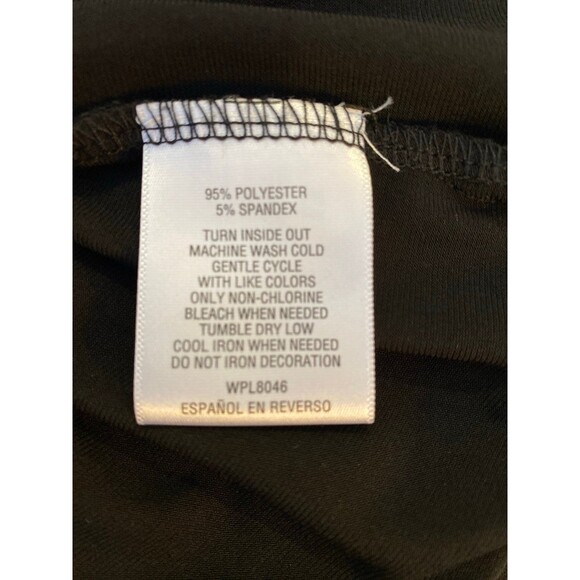 95% POLYESTER
5% SPANDEX
TURN INSIDE OUT
MACHINE WASH COLD
GENTLE CYCLE
WITH LIKE COLORS
ONLY NON-CHLORINE
BLEACH WHEN NEEDED
TUMBLE DRY LOW
COOL IRON WHEN NEEDED
DO NOT IRON DECORATION
WPL8046
ESPAÑOL EN REVERSO